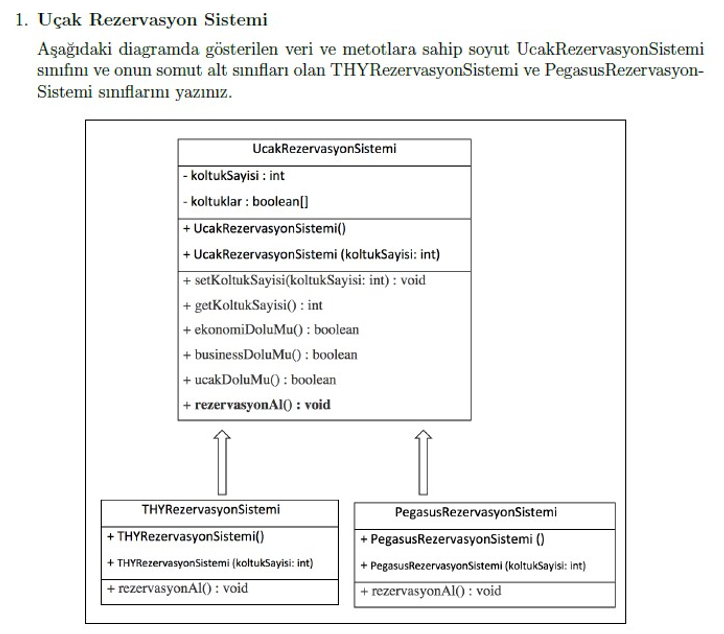 1. Uçak Rezervasyon Sistemi
Aşağıdaki diagramda gösterilen veri ve metotlara sahip soyut UcakRezervasyonSistemi
sınıfını ve onun somut alt sınıfları olan THYRezervasyonSistemi ve PegasusRezervasyon-
Sistemi sınıflarını yazınız.
UcakRezervasyonSistemi
- koltukSayisi : int
- koltuklar : boolean[]
+ UcakRezervasyonSistemi()
+ UcakRezervasyonSistemi (koltukSayisi: int)
+ setKoltukSayisi(koltukSayisi: int) : void
+ getKoltukSayisi() : int
+ ekonomiDoluMu() : boolean
+ businessDoluMu() : boolean
+ ucakDoluMu() : boolean
+ rezervasyonAl() : void
THYRezervasyonSistemi
+ THYRezervasyonSistemi()
+ THYRezervasyonSistemi (koltukSayisi: int)
+ rezervasyonAl() : void
PegasusRezervasyonSistemi
+ PegasusRezervasyonSistemi ()
+ PegasusRezervasyonSistemi (koltukSayisi: int)
+ rezervasyonAl() : void